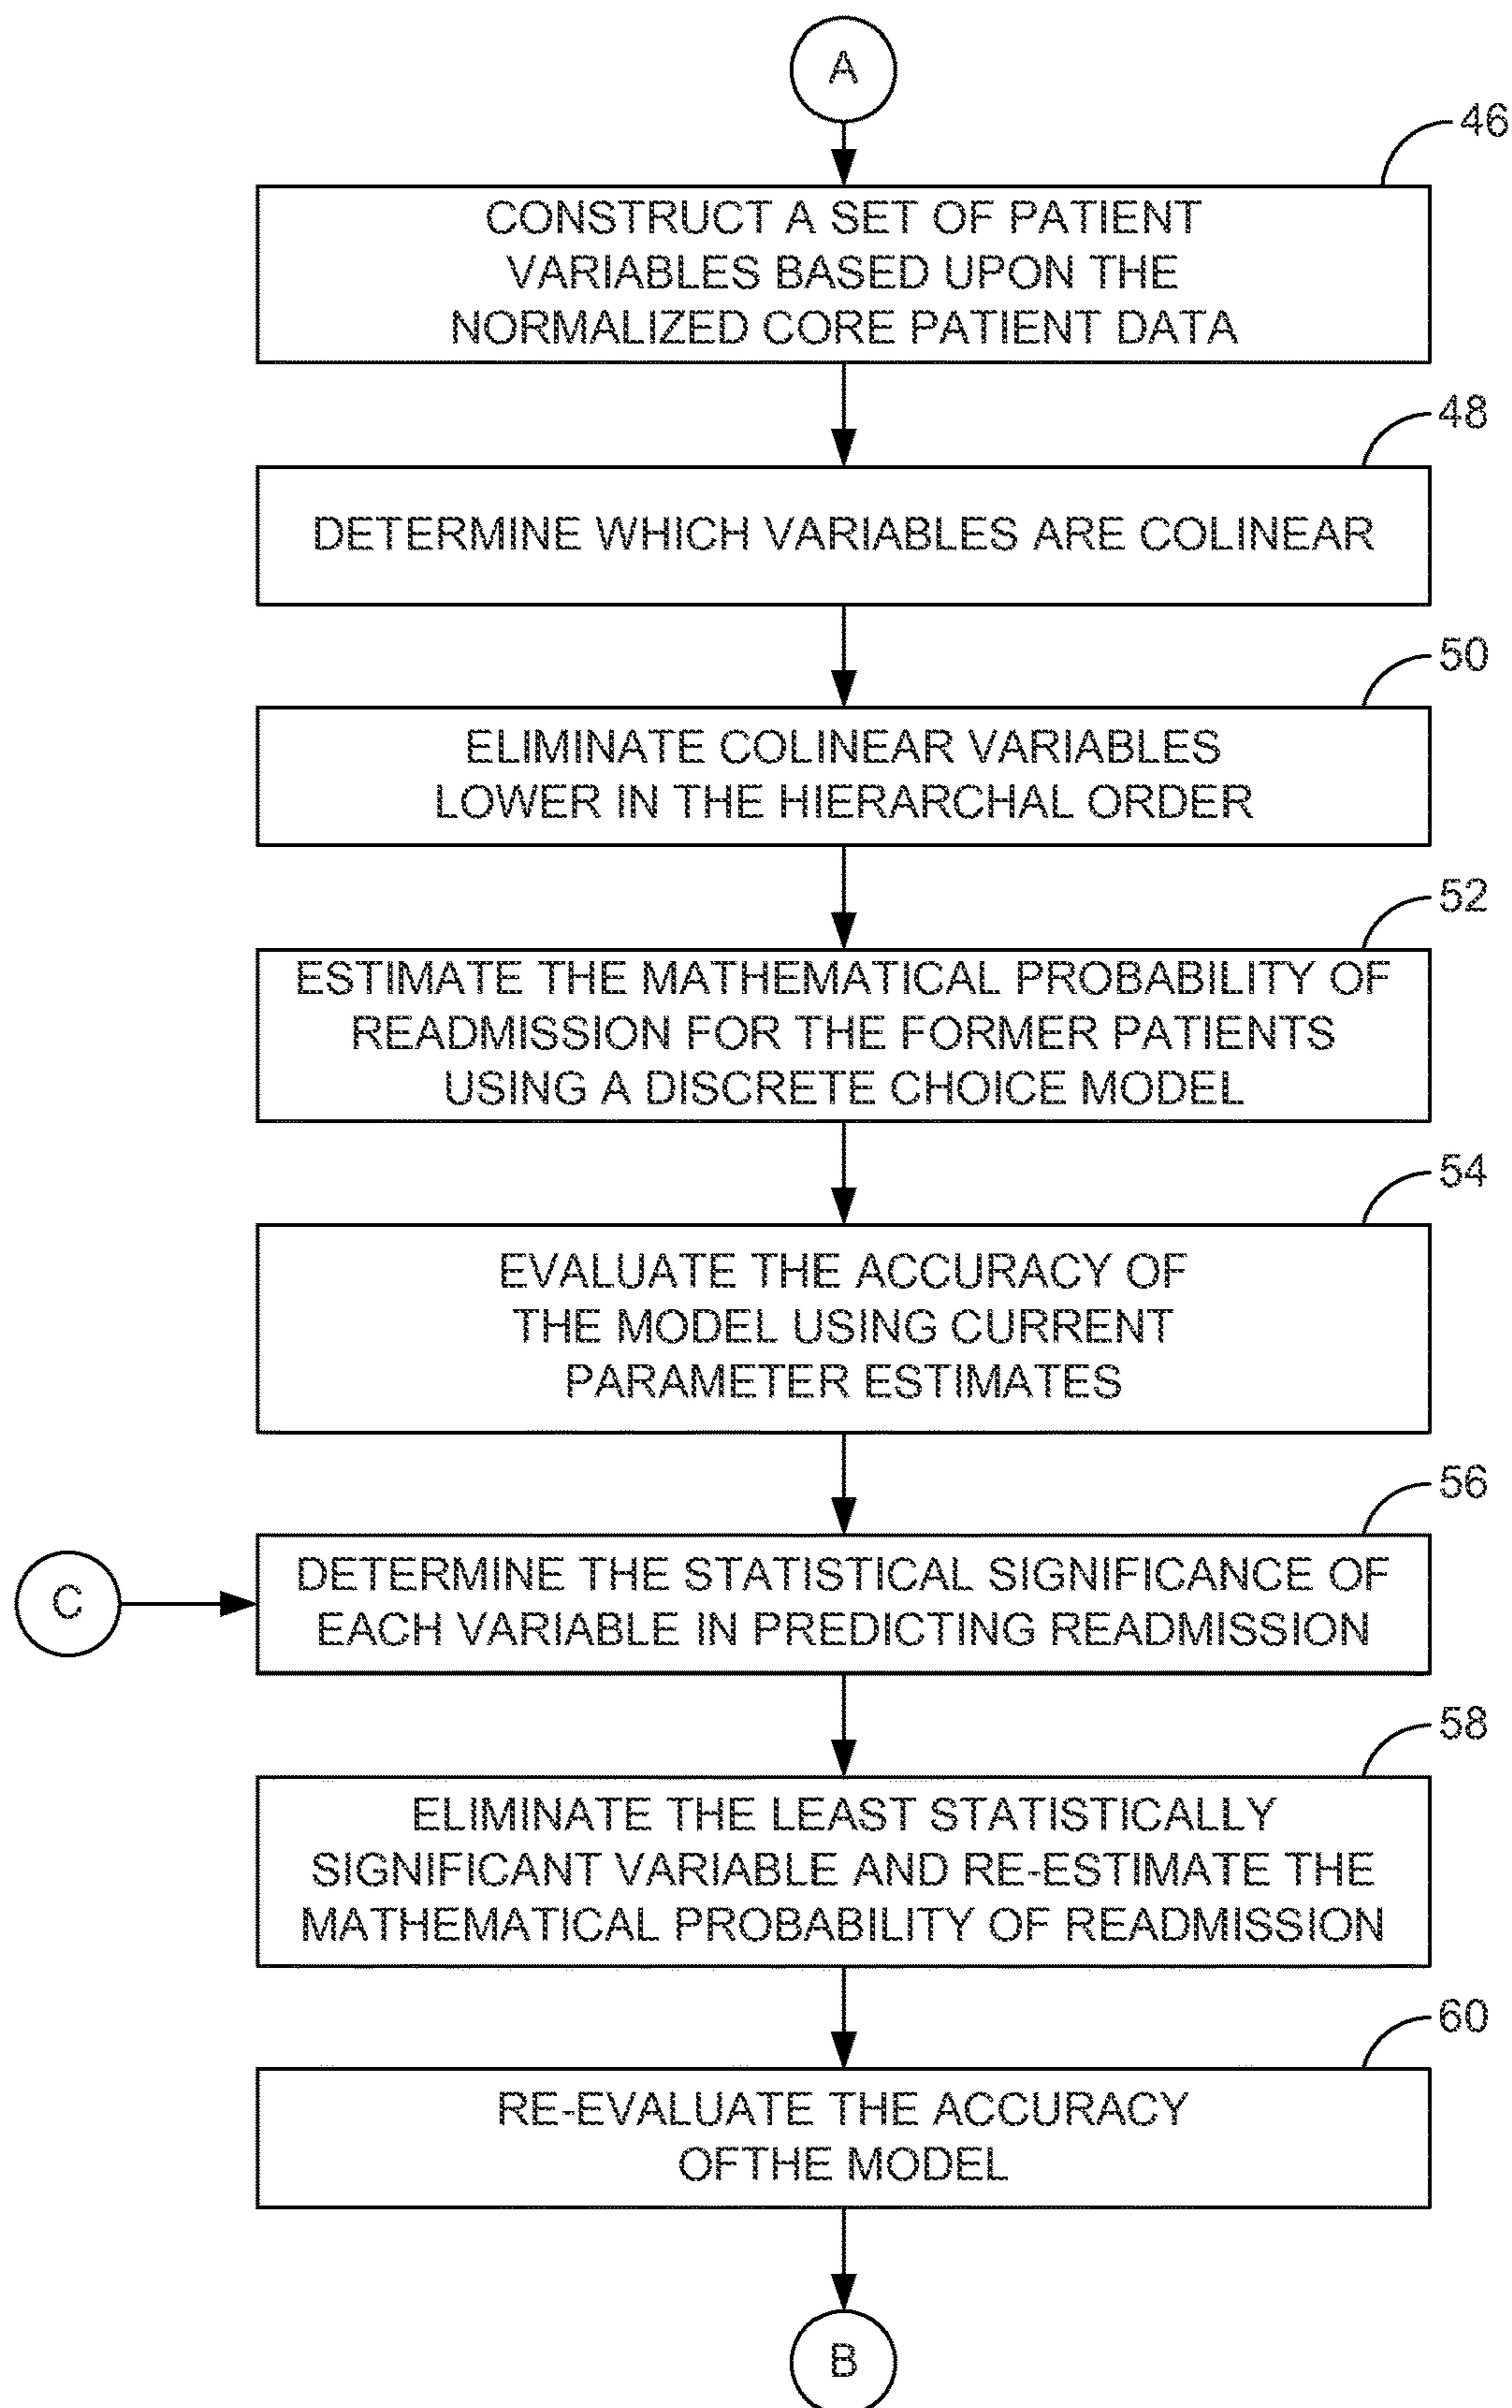 A
46
CONSTRUCT A SET OF PATIENT
VARIABLES BASED UPON THE
NORMALIZED CORE PATIENT DATA
48
DETERMINE WHICH VARIABLES ARE COLINEAR
50
ELIMINATE COLINEAR VARIABLES
LOWER IN THE HIERARCHAL ORDER
52
ESTIMATE THE MATHEMATICAL PROBABILITY OF
READMISSION FOR THE FORMER PATIENTS
USING A DISCRETE CHOICE MODEL
54
EVALUATE THE ACCURACY OF
THE MODEL USING CURRENT
PARAMETER ESTIMATES
56
C
DETERMINE THE STATISTICAL SIGNIFICANCE OF
EACH VARIABLE IN PREDICTING READMISSION
58
ELIMINATE THE LEAST STATISTICALLY
SIGNIFICANT VARIABLE AND RE-ESTIMATE THE
MATHEMATICAL PROBABILITY OF READMISSION
60
RE-EVALUATE THE ACCURACY
OFTHE MODEL
B